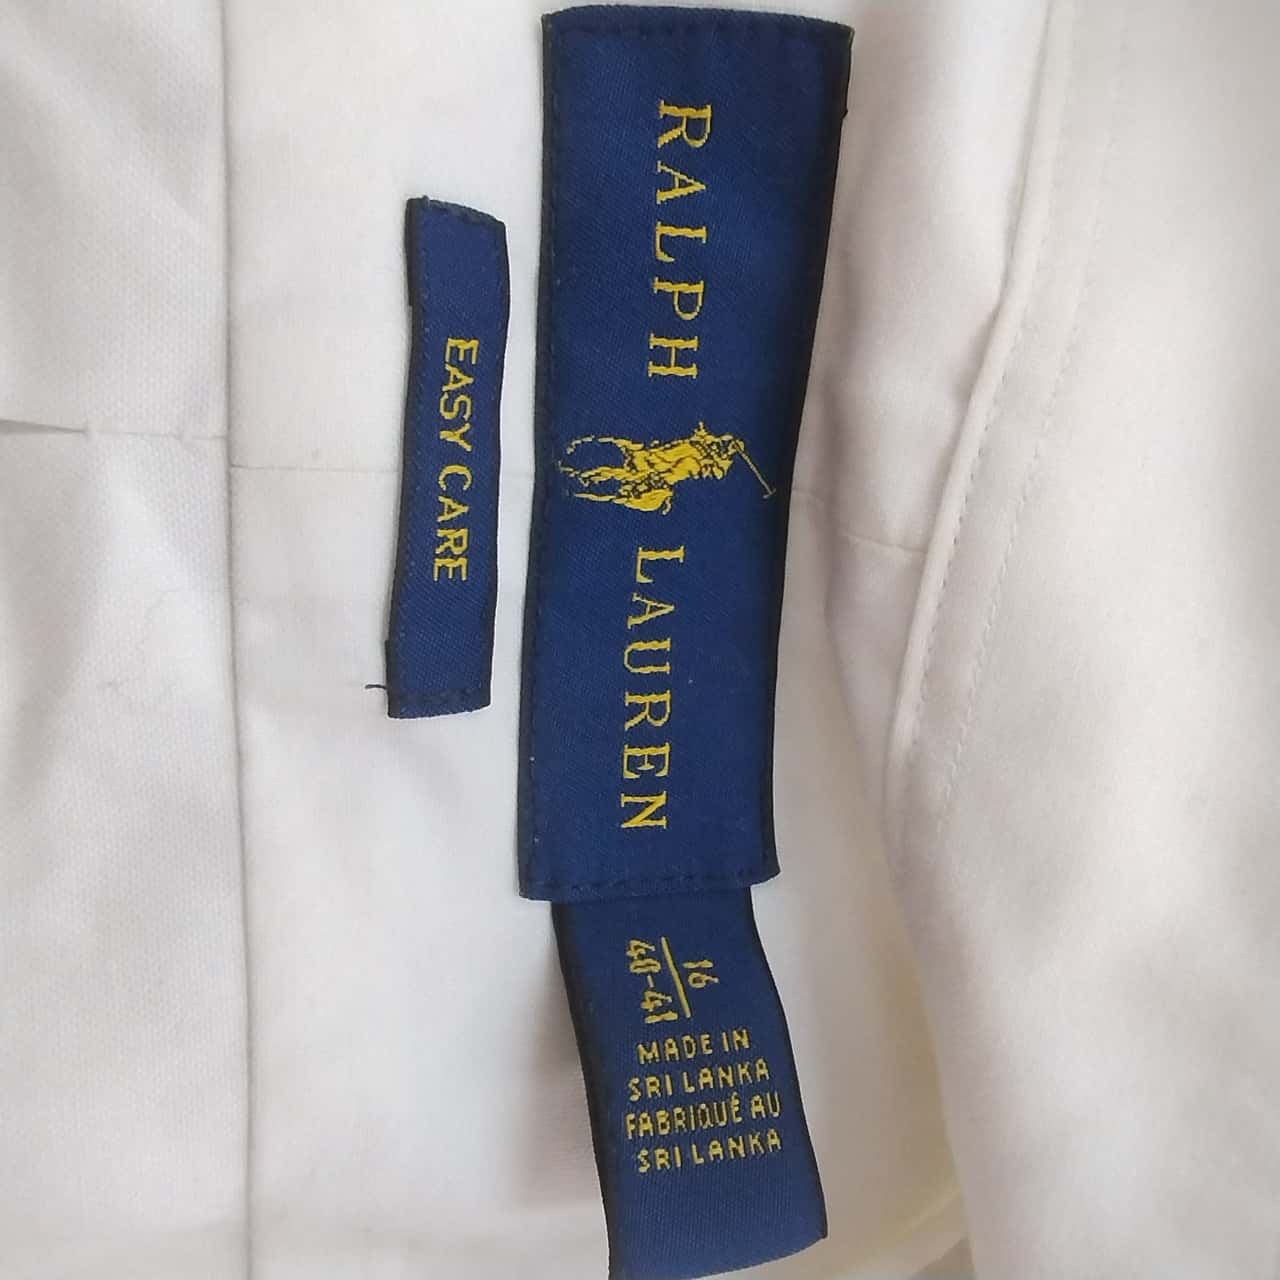 RALPH LAUREN
EASY CARE
16
40-41
MADE IN
SRI LANKA
FABRIQUÉ AU
SRI LANKA